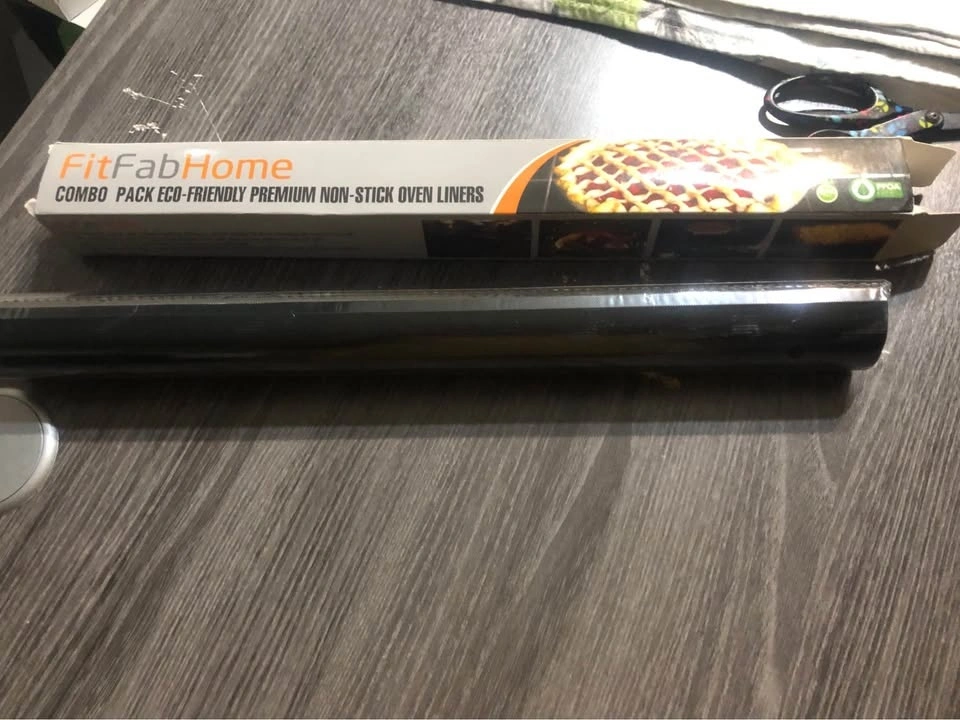 FitFabHome
COMBO PACK ECO-FRIENDLY PREMIUM NON-STICK OVEN LINERS
PFOA